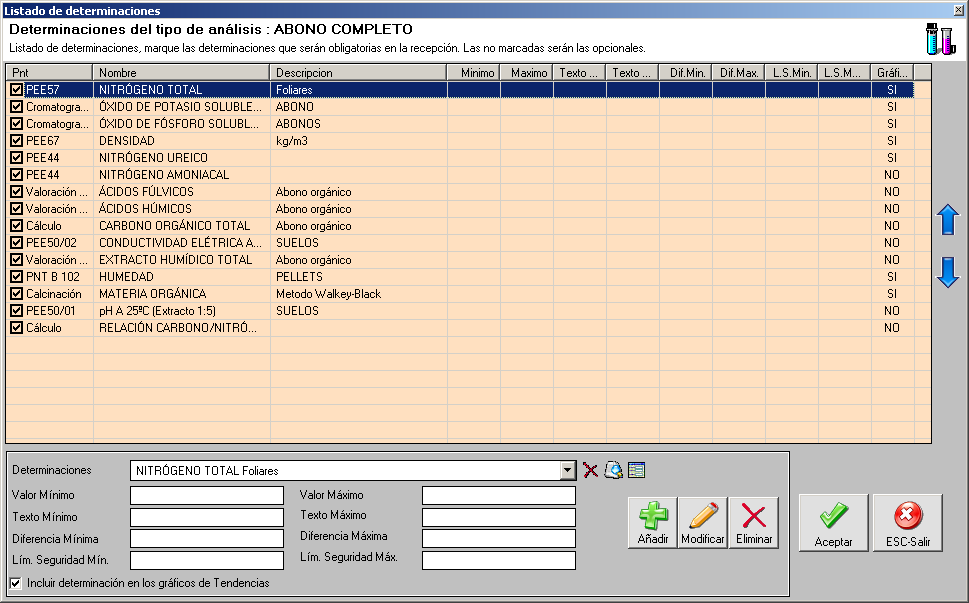 Listado de determinaciones
Determinaciones del tipo de análisis : ABONO COMPLETO
Listado de determinaciones, marque las determinaciones que serán obligatorias en la recepción. Las no marcadas serán las opcionales.
Pnt Nombre Descripcion Minimo Maximo Texto ... Texto ... Dif.Min. Dif.Max. L.S.Min. L.S.M... Gráfi...
PEE57 NITRÓGENO TOTAL Foliares SI
Cromatogra... ÓXIDO DE POTASIO SOLUBLE... ABONO SI
Cromatogra... ÓXIDO DE FÓSFORO SOLUBL... ABONOS SI
PEE67 DENSIDAD kg/m3 SI
PEE44 NITRÓGENO UREICO SI
PEE44 NITRÓGENO AMONIACAL NO
Valoración ... ÁCIDOS FÚLVICOS Abono orgánico NO
Valoración ... ÁCIDOS HÚMICOS Abono orgánico NO
Cálculo CARBONO ORGÁNICO TOTAL Abono orgánico NO
PEE50/02 CONDUCTIVIDAD ELÉTRICA A... SUELOS NO
Valoración ... EXTRACTO HUMÍDICO TOTAL Abono orgánico NO
PNT B 102 HUMEDAD PELLETS SI
Calcinación MATERIA ORGÁNICA Metodo Walkey-Black SI
PEE50/01 pH A 25ºC (Extracto 1:5) SUELOS NO
Cálculo RELACIÓN CARBONO/NITRÓ... NO
Determinaciones NITRÓGENO TOTAL Foliares
Valor Mínimo Valor Máximo
Texto Mínimo Texto Máximo
Diferencia Mínima Diferencia Máxima
Lím. Seguridad Mín. Lím. Seguridad Máx.
Incluir determinación en los gráficos de Tendencias
Añadir Modificar Eliminar Aceptar ESC-Salir